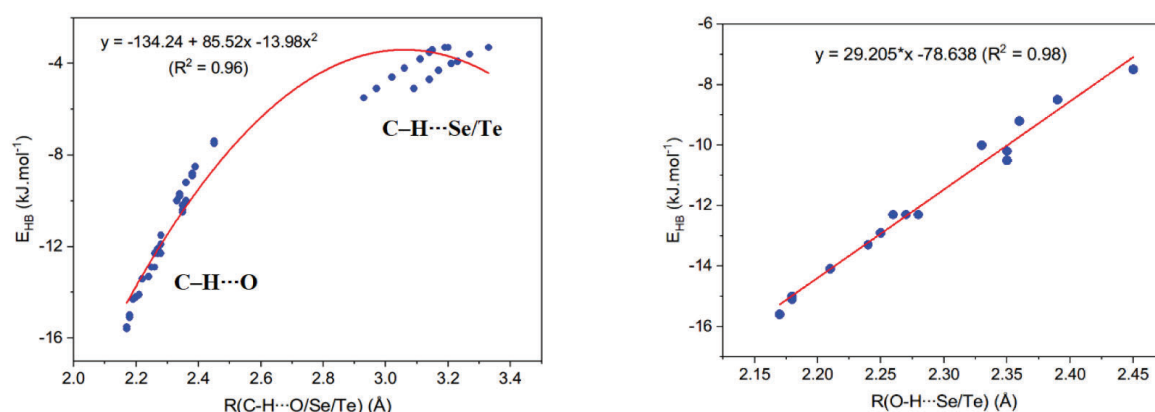 y = -134.24 + 85.52x -13.98x²
(R² = 0.96)
C–H···Se/Te
C–H···O
E_HB (kJ.mol⁻¹)
-4
-8
-12
-16
2.0 2.2 2.4 2.6 2.8 3.0 3.2 3.4
R(C-H···O/Se/Te) (Å)
y = 29.205*x -78.638 (R² = 0.98)
E_HB (kJ.mol⁻¹)
-6
-8
-10
-12
-14
-16
2.15 2.20 2.25 2.30 2.35 2.40 2.45
R(O-H···Se/Te) (Å)